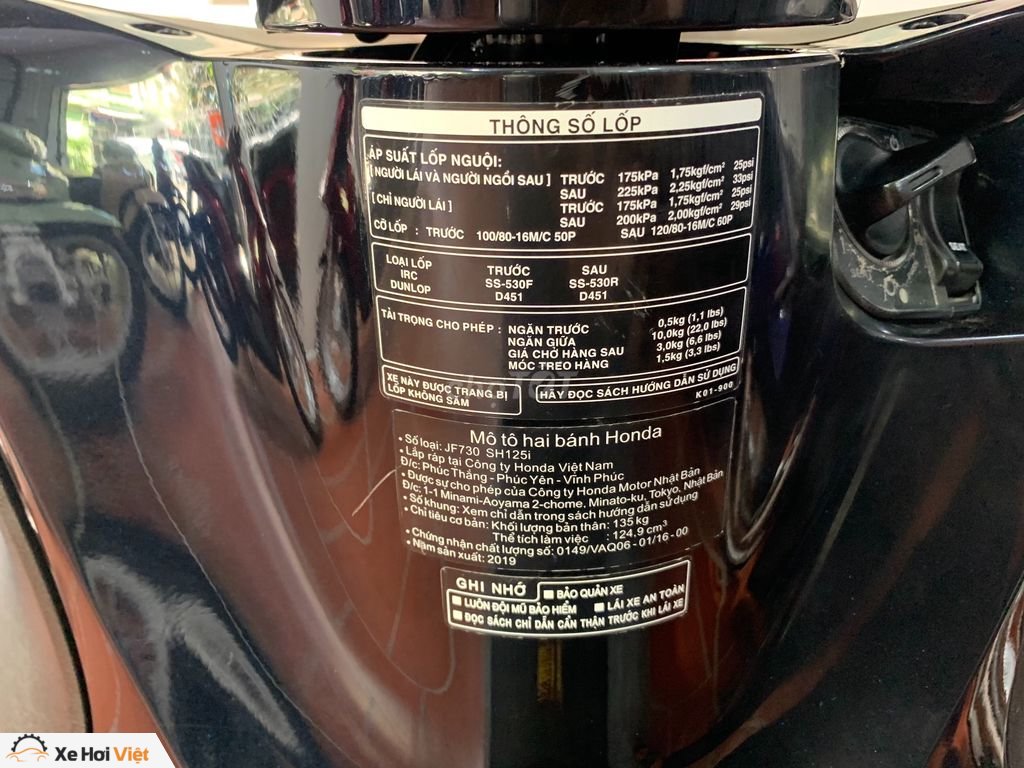 THÔNG SỐ LỐP
ÁP SUẤT LỐP NGUỘI:
[NGƯỜI LÁI VÀ NGƯỜI NGỒI SAU] TRƯỚC 175kPa 1,75kgf/cm² 25psi
SAU 225kPa 2,25kgf/cm² 33psi
[CHỈ NGƯỜI LÁI] TRƯỚC 175kPa 1,75kgf/cm² 25psi
SAU 200kPa 2,00kgf/cm² 29psi
CỠ LỐP : TRƯỚC 100/80-16M/C 50P SAU 120/80-16M/C 60P
LOẠI LỐP TRƯỚC SAU
IRC SS-530F SS-530R
DUNLOP D451 D451
TẢI TRỌNG CHO PHÉP : NGĂN TRƯỚC 0,5kg (1,1 lbs)
NGĂN GIỮA 10,0kg (22,0 lbs)
GIÁ CHỞ HÀNG SAU 3,0kg (6,6 lbs)
MÓC TREO HÀNG 1,5kg (3,3 lbs)
XE NÀY ĐƯỢC TRANG BỊ
LỐP KHÔNG SĂM
HÃY ĐỌC SÁCH HƯỚNG DẪN SỬ DỤNG
K01-900
Mô tô hai bánh Honda
• Số loại: JF730 SH125i
• Lắp ráp tại Công ty Honda Việt Nam
Đ/c: Phúc Thắng - Phúc Yên - Vĩnh Phúc
• Được sự cho phép của Công ty Honda Motor Nhật Bản
Đ/c: 1-1 Minami-Aoyama 2-chome, Minato-ku, Tokyo, Nhật Bản
• Số khung: Xem chỉ dẫn trong sách hướng dẫn sử dụng
• Chỉ tiêu cơ bản: Khối lượng bản thân: 135 kg
Thể tích làm việc : 124,9 cm³
• Chứng nhận chất lượng số: 0149/VAQ06 - 01/16 - 00
• Năm sản xuất: 2019
GHI NHỚ ■ BẢO QUẢN XE
■ LUÔN ĐỘI MŨ BẢO HIỂM ■ LÁI XE AN TOÀN
■ ĐỌC SÁCH CHỈ DẪN CẨN THẬN TRƯỚC KHI LÁI XE
Xe Hơi Việt